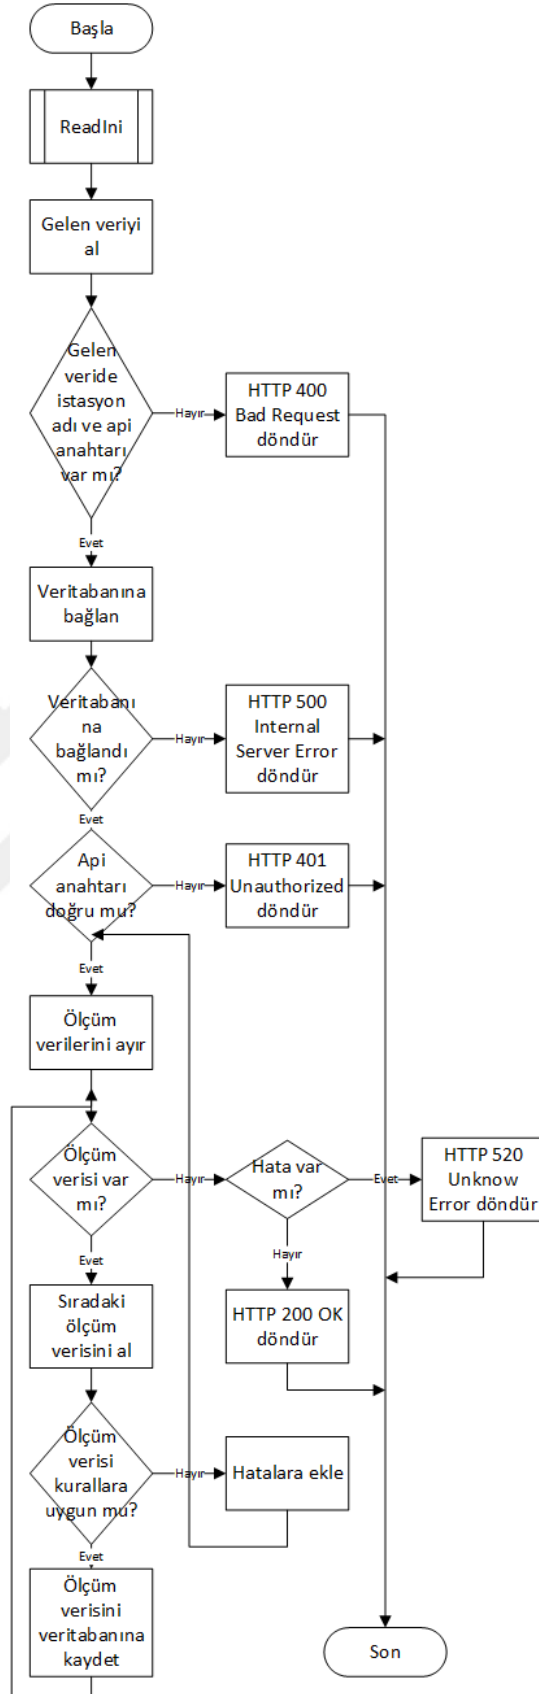 Başla
ReadIni
Gelen veriyi
al
Gelen
veride
istasyon
adı ve api
anahtarı
var mı?
Hayır
HTTP 400
Bad Request
döndür
Evet
Veritabanına
bağlan
Veritabanı
na
bağlandı
mı?
Hayır
HTTP 500
Internal
Server Error
döndür
Evet
Api
anahtarı
doğru mu?
Hayır
HTTP 401
Unauthorized
döndür
Evet
Ölçüm
verilerini ayır
Ölçüm
verisi var
mı?
Hayır
Hata var
mı?
Evet
HTTP 520
Unknow
Error döndür
Evet
Hayır
Sıradaki
ölçüm
verisini al
HTTP 200 OK
döndür
Ölçüm
verisi
kurallara
uygun mu?
Hayır
Hatalara ekle
Evet
Ölçüm
verisini
veritabanına
kaydet
Son